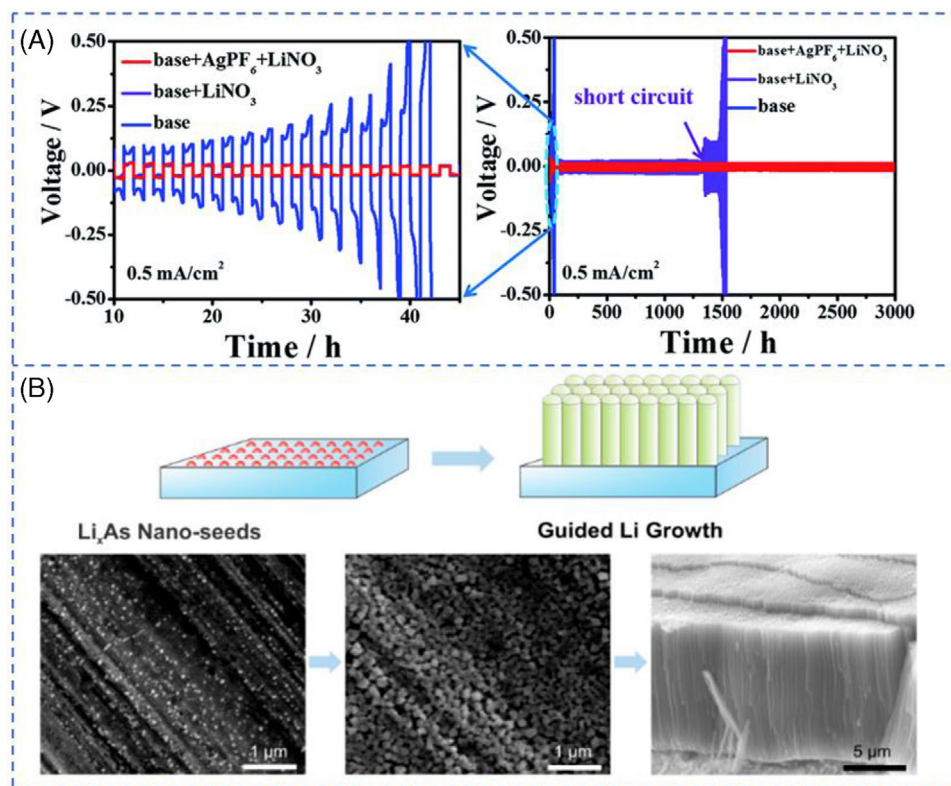 (A)
0.50
0.25
0.00
-0.25
-0.50
Voltage / V
base+AgPF₆+LiNO₃
base+LiNO₃
base
0.5 mA/cm²
10 20 30 40
Time / h
0.50
0.25
0.00
-0.25
-0.50
Voltage / V
base+AgPF₆+LiNO₃
base+LiNO₃
base
short circuit
0.5 mA/cm²
0 500 1000 1500 2250 3000
Time / h
(B)
LiₓAs Nano-seeds
Guided Li Growth
1 μm
1 μm
5 μm